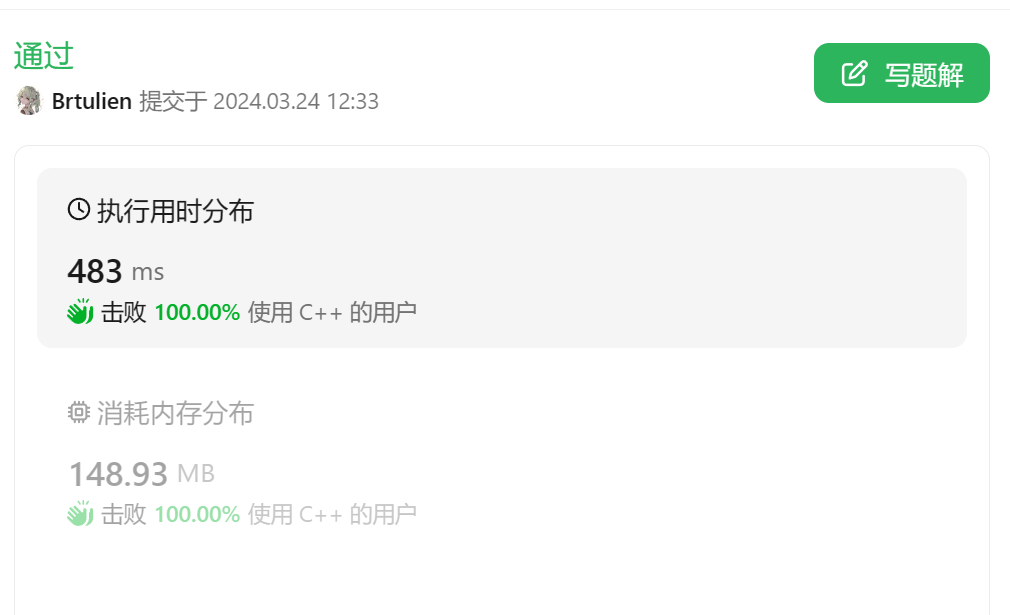 通过
写题解
Brtulien 提交于 2024.03.24 12:33
执行用时分布
483 ms
击败 100.00% 使用 C++ 的用户
消耗内存分布
148.93 MB
击败 100.00% 使用 C++ 的用户